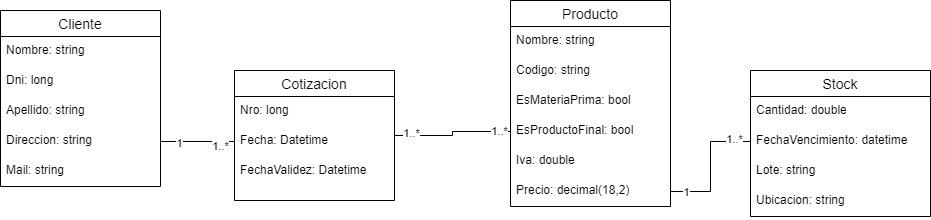 Cliente
Nombre: string
Dni: long
Apellido: string
Direccion: string
Mail: string
1
1..*
Cotizacion
Nro: long
Fecha: Datetime
FechaValidez: Datetime
1..*
1..*
Producto
Nombre: string
Codigo: string
EsMateriaPrima: bool
EsProductoFinal: bool
Iva: double
Precio: decimal(18,2)
1
1..*
Stock
Cantidad: double
FechaVencimiento: datetime
Lote: string
Ubicacion: string